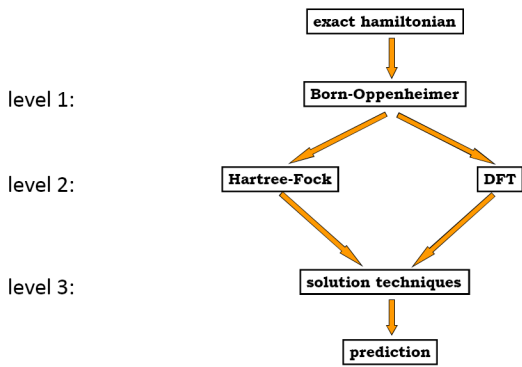 exact hamiltonian
level 1:
Born-Oppenheimer
level 2:
Hartree-Fock
DFT
level 3:
solution techniques
prediction